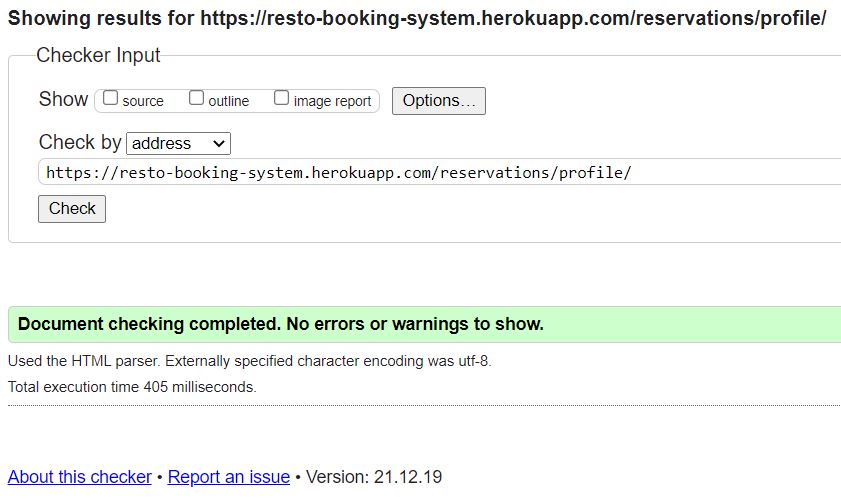 Showing results for https://resto-booking-system.herokuapp.com/reservations/profile/
Checker Input
Show source outline image report Options...
Check by address
https://resto-booking-system.herokuapp.com/reservations/profile/
Check
Document checking completed. No errors or warnings to show.
Used the HTML parser. Externally specified character encoding was utf-8.
Total execution time 405 milliseconds.
About this checker • Report an issue • Version: 21.12.19